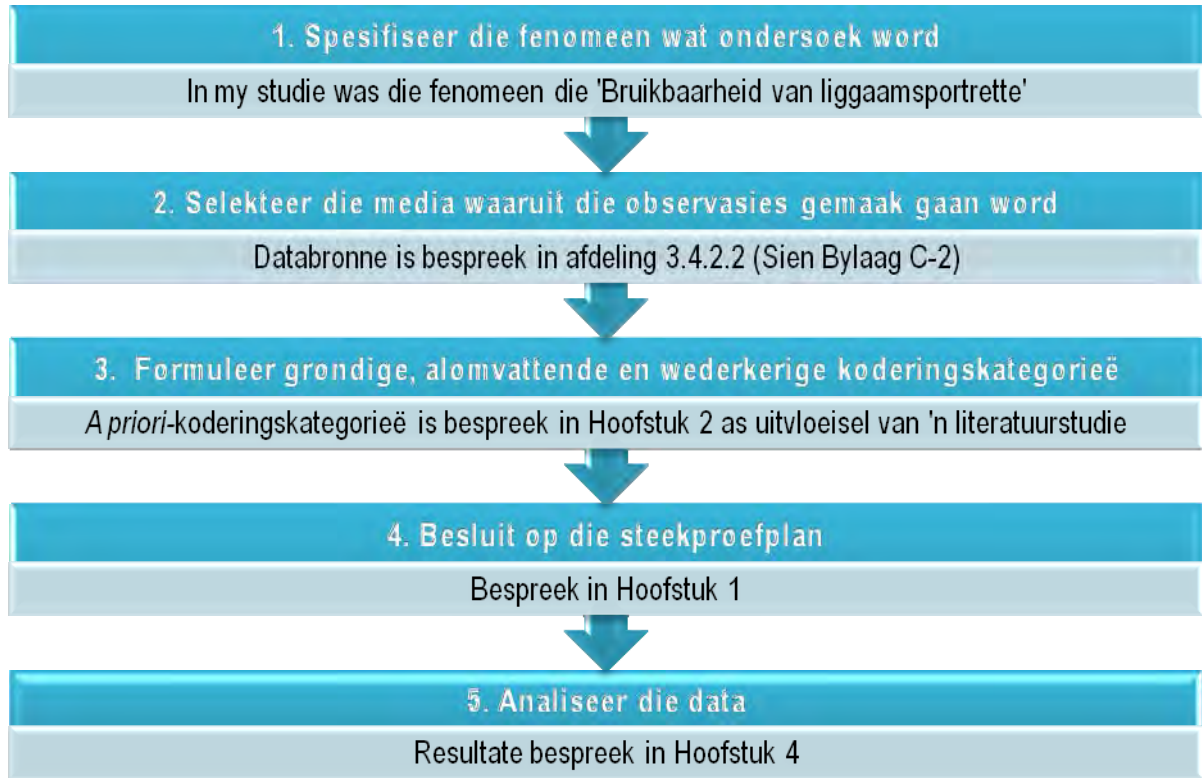 1. Spesifiseer die fenomeen wat ondersoek word
In my studie was die fenomeen die 'Bruikbaarheid van liggaamsportrette'
2. Selekteer die media waaruit die observasies gemaak gaan word
Databronne is bespreek in afdeling 3.4.2.2 (Sien Bylaag C-2)
3. Formuleer grondige, alomvattende en wederkerige koderingskategorieë
A priori-koderingskategorieë is bespreek in Hoofstuk 2 as uitvloeisel van 'n literatuurstudie
4. Besluit op die steekproefplan
Bespreek in Hoofstuk 1
5. Analiseer die data
Resultate bespreek in Hoofstuk 4